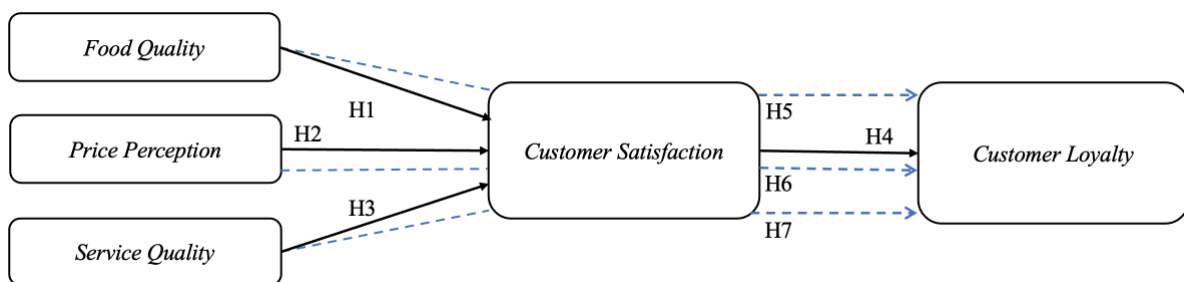 Food Quality
H1
H2
Price Perception
H3
Service Quality
Customer Satisfaction
H5
H4
H6
H7
Customer Loyalty